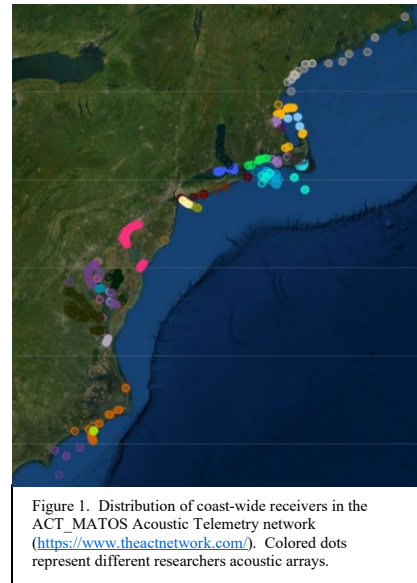 Figure 1.  Distribution of coast-wide receivers in the
ACT_MATOS Acoustic Telemetry network
(https://www.theactnetwork.com/).  Colored dots
represent different researchers acoustic arrays.